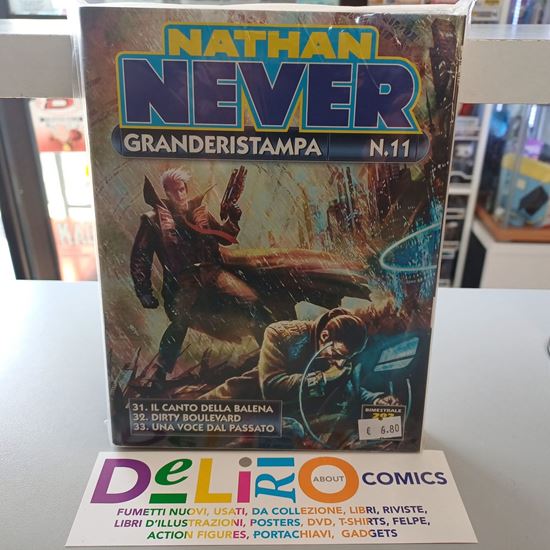 NATHAN
NEVER
GRANDERISTAMPA N.11
31. IL CANTO DELLA BALENA
32. DIRTY BOULEVARD
33. UNA VOCE DAL PASSATO
BIMESTRALE
€ 6.80
DeLiRiO ABOUT COMICS
FUMETTI NUOVI, USATI, DA COLLEZIONE, LIBRI, RIVISTE,
LIBRI D'ILLUSTRAZIONI, POSTERS, DVD, T-SHIRTS, FELPE,
ACTION FIGURES, PORTACHIAVI, GADGETS